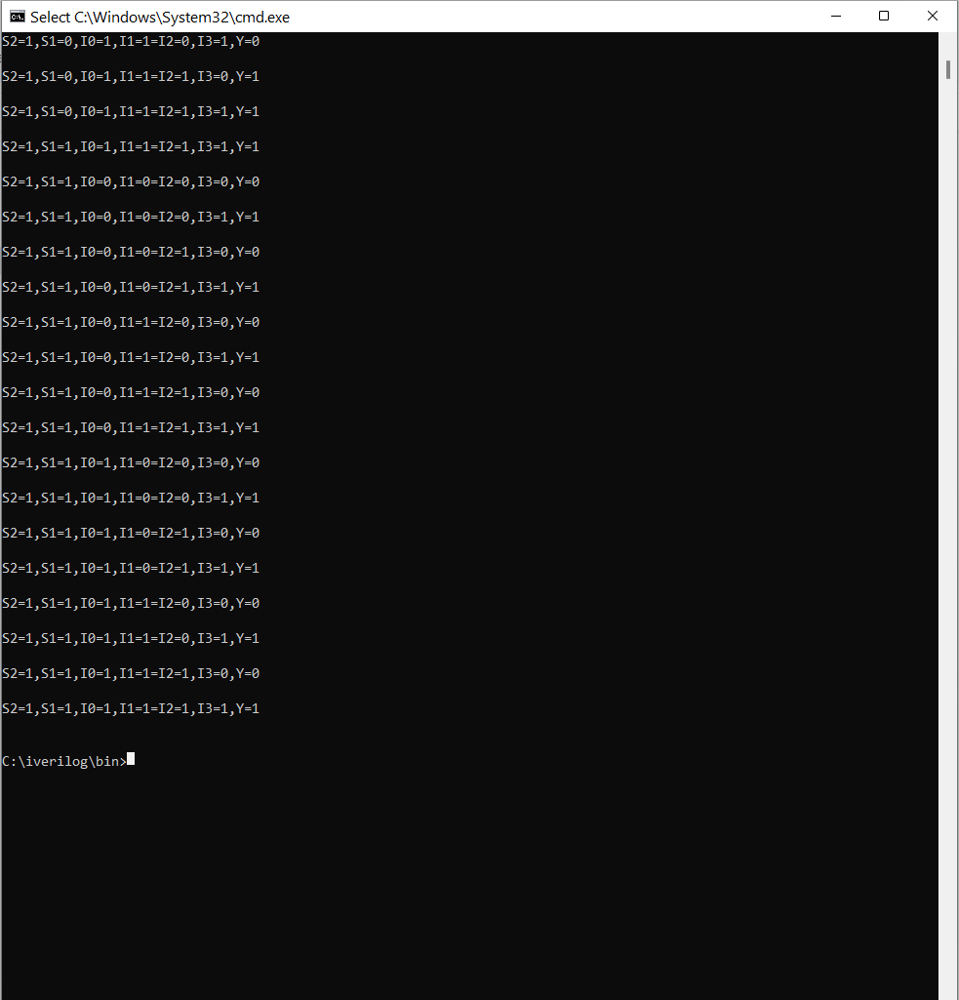 Select C:\Windows\System32\cmd.exe
S2=1,S1=0,I0=1,I1=1=I2=0,I3=1,Y=0
S2=1,S1=0,I0=1,I1=1=I2=1,I3=0,Y=1
S2=1,S1=0,I0=1,I1=1=I2=1,I3=1,Y=1
S2=1,S1=1,I0=1,I1=1=I2=1,I3=1,Y=1
S2=1,S1=1,I0=0,I1=0=I2=0,I3=0,Y=0
S2=1,S1=1,I0=0,I1=0=I2=0,I3=1,Y=1
S2=1,S1=1,I0=0,I1=0=I2=1,I3=0,Y=0
S2=1,S1=1,I0=0,I1=0=I2=1,I3=1,Y=1
S2=1,S1=1,I0=0,I1=1=I2=0,I3=0,Y=0
S2=1,S1=1,I0=0,I1=1=I2=0,I3=1,Y=1
S2=1,S1=1,I0=0,I1=1=I2=1,I3=0,Y=0
S2=1,S1=1,I0=0,I1=1=I2=1,I3=1,Y=1
S2=1,S1=1,I0=1,I1=0=I2=0,I3=0,Y=0
S2=1,S1=1,I0=1,I1=0=I2=0,I3=1,Y=1
S2=1,S1=1,I0=1,I1=0=I2=1,I3=0,Y=0
S2=1,S1=1,I0=1,I1=0=I2=1,I3=1,Y=1
S2=1,S1=1,I0=1,I1=1=I2=0,I3=0,Y=0
S2=1,S1=1,I0=1,I1=1=I2=0,I3=1,Y=1
S2=1,S1=1,I0=1,I1=1=I2=1,I3=0,Y=0
S2=1,S1=1,I0=1,I1=1=I2=1,I3=1,Y=1
C:\iverilog\bin>